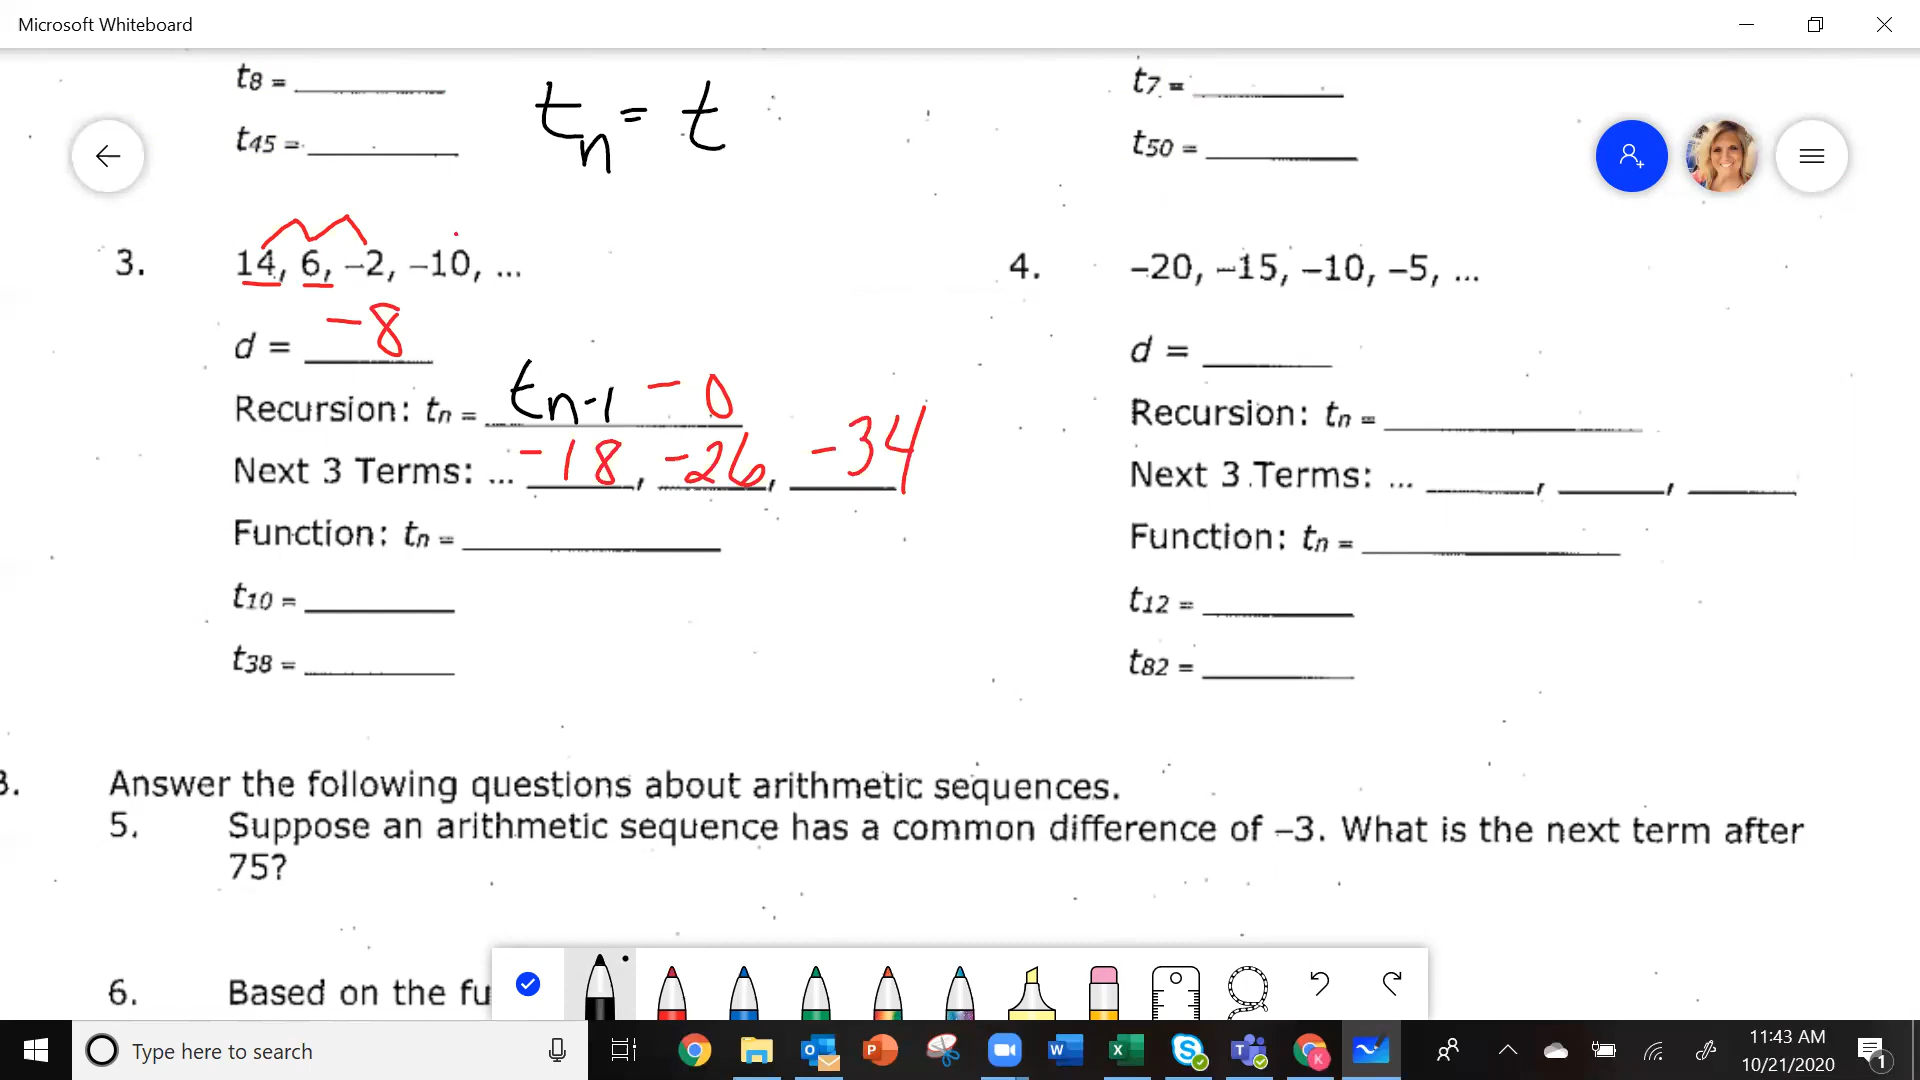 Microsoft Whiteboard
t8 =
t45 =
tn = t
t7 =
t50 =
3. 14, 6, –2, –10, ...
d = -8
Recursion: tn = tn-1 - 0
Next 3 Terms: ... -18, -26, -34
Function: tn =
t10 =
t38 =
4. –20, –15, –10, –5, ...
d =
Recursion: tn =
Next 3 Terms: ... , ,
Function: tn =
t12 =
t82 =
Answer the following questions about arithmetic sequences.
5. Suppose an arithmetic sequence has a common difference of –3. What is the next term after
75?
6. Based on the fu
Type here to search
11:43 AM
10/21/2020
1